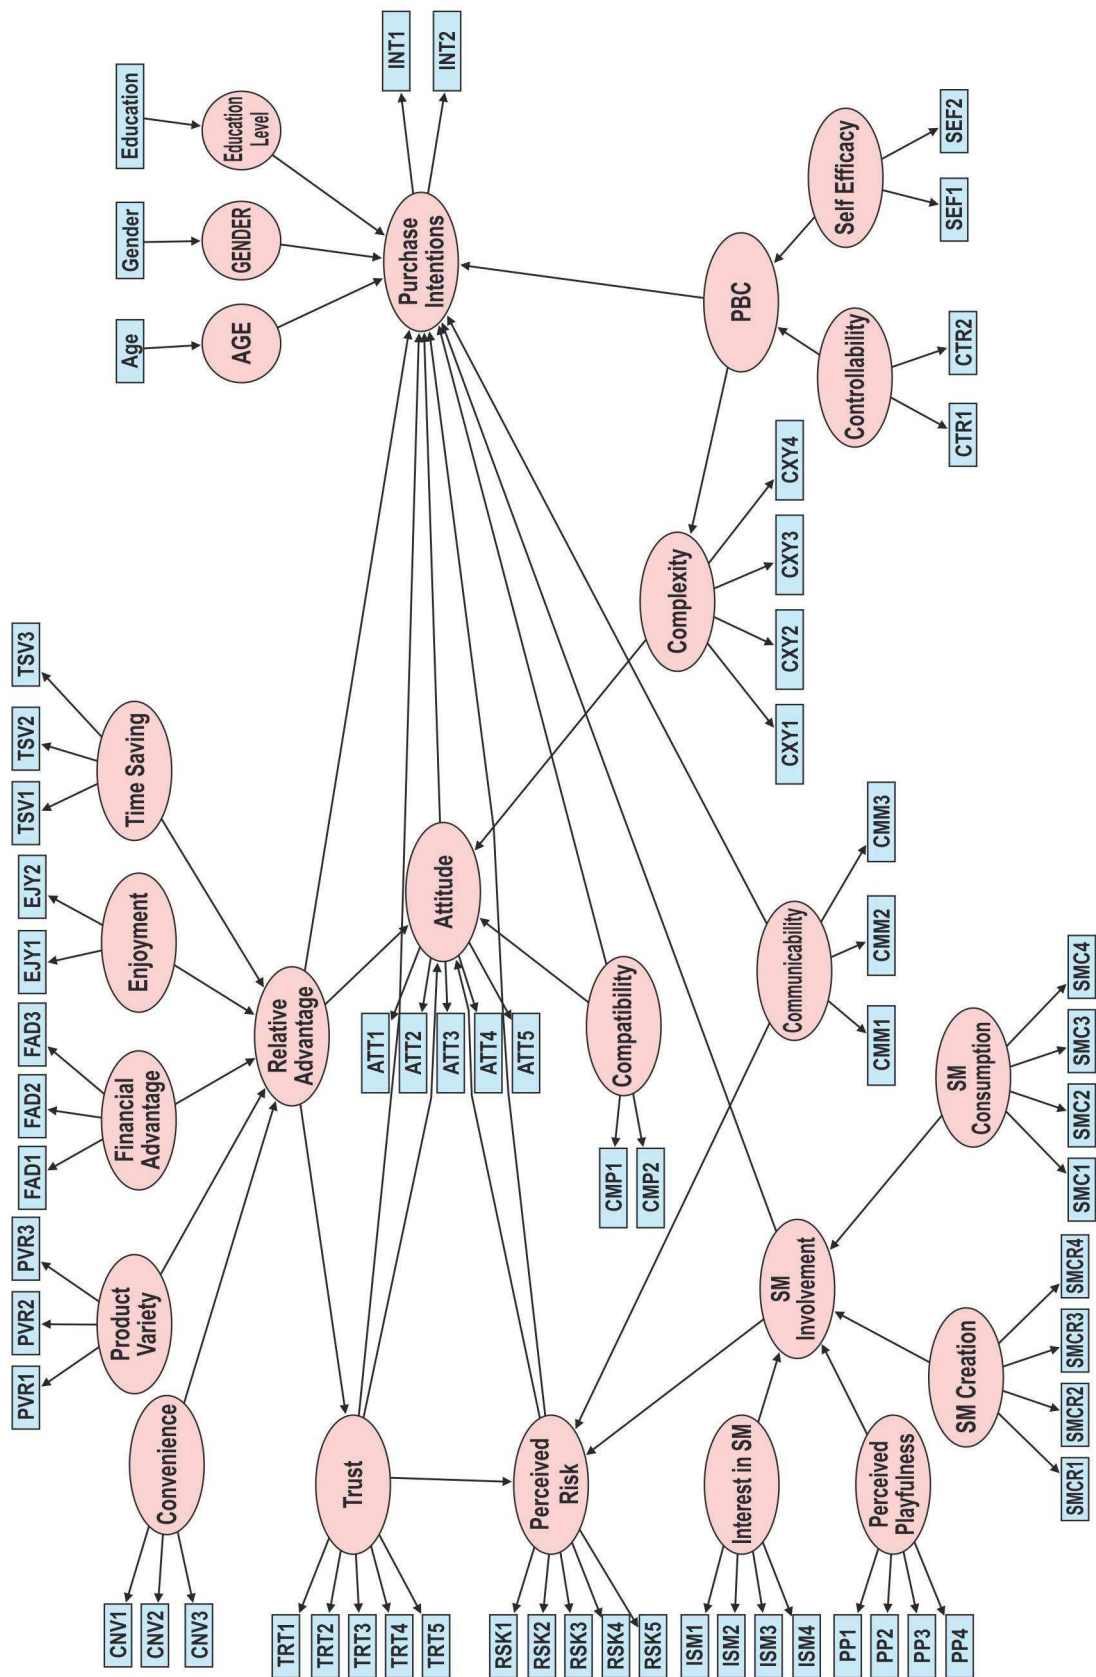 CNV1
CNV2
CNV3
Convenience
PVR1
PVR2
PVR3
Product
Variety
FAD1
FAD2
FAD3
Financial
Advantage
EJY1
EJY2
Enjoyment
TSV1
TSV2
TSV3
Time Saving
Relative
Advantage
Age
Gender
Education
AGE
GENDER
Education
Level
Purchase
Intentions
INT1
INT2
TRT1
TRT2
TRT3
TRT4
TRT5
Trust
ATT1
ATT2
ATT3
ATT4
ATT5
Attitude
RSK1
RSK2
RSK3
RSK4
RSK5
Perceived
Risk
CMP1
CMP2
Compatibility
Complexity
CXY1
CXY2
CXY3
CXY4
PBC
Controllability
CTR1
CTR2
Self Efficacy
SEF1
SEF2
ISM1
ISM2
ISM3
ISM4
Interest in SM
SM
Involvement
Communicability
CMM1
CMM2
CMM3
PP1
PP2
PP3
PP4
Perceived
Playfulness
SM Creation
SMCR1
SMCR2
SMCR3
SMCR4
SM
Consumption
SMC1
SMC2
SMC3
SMC4